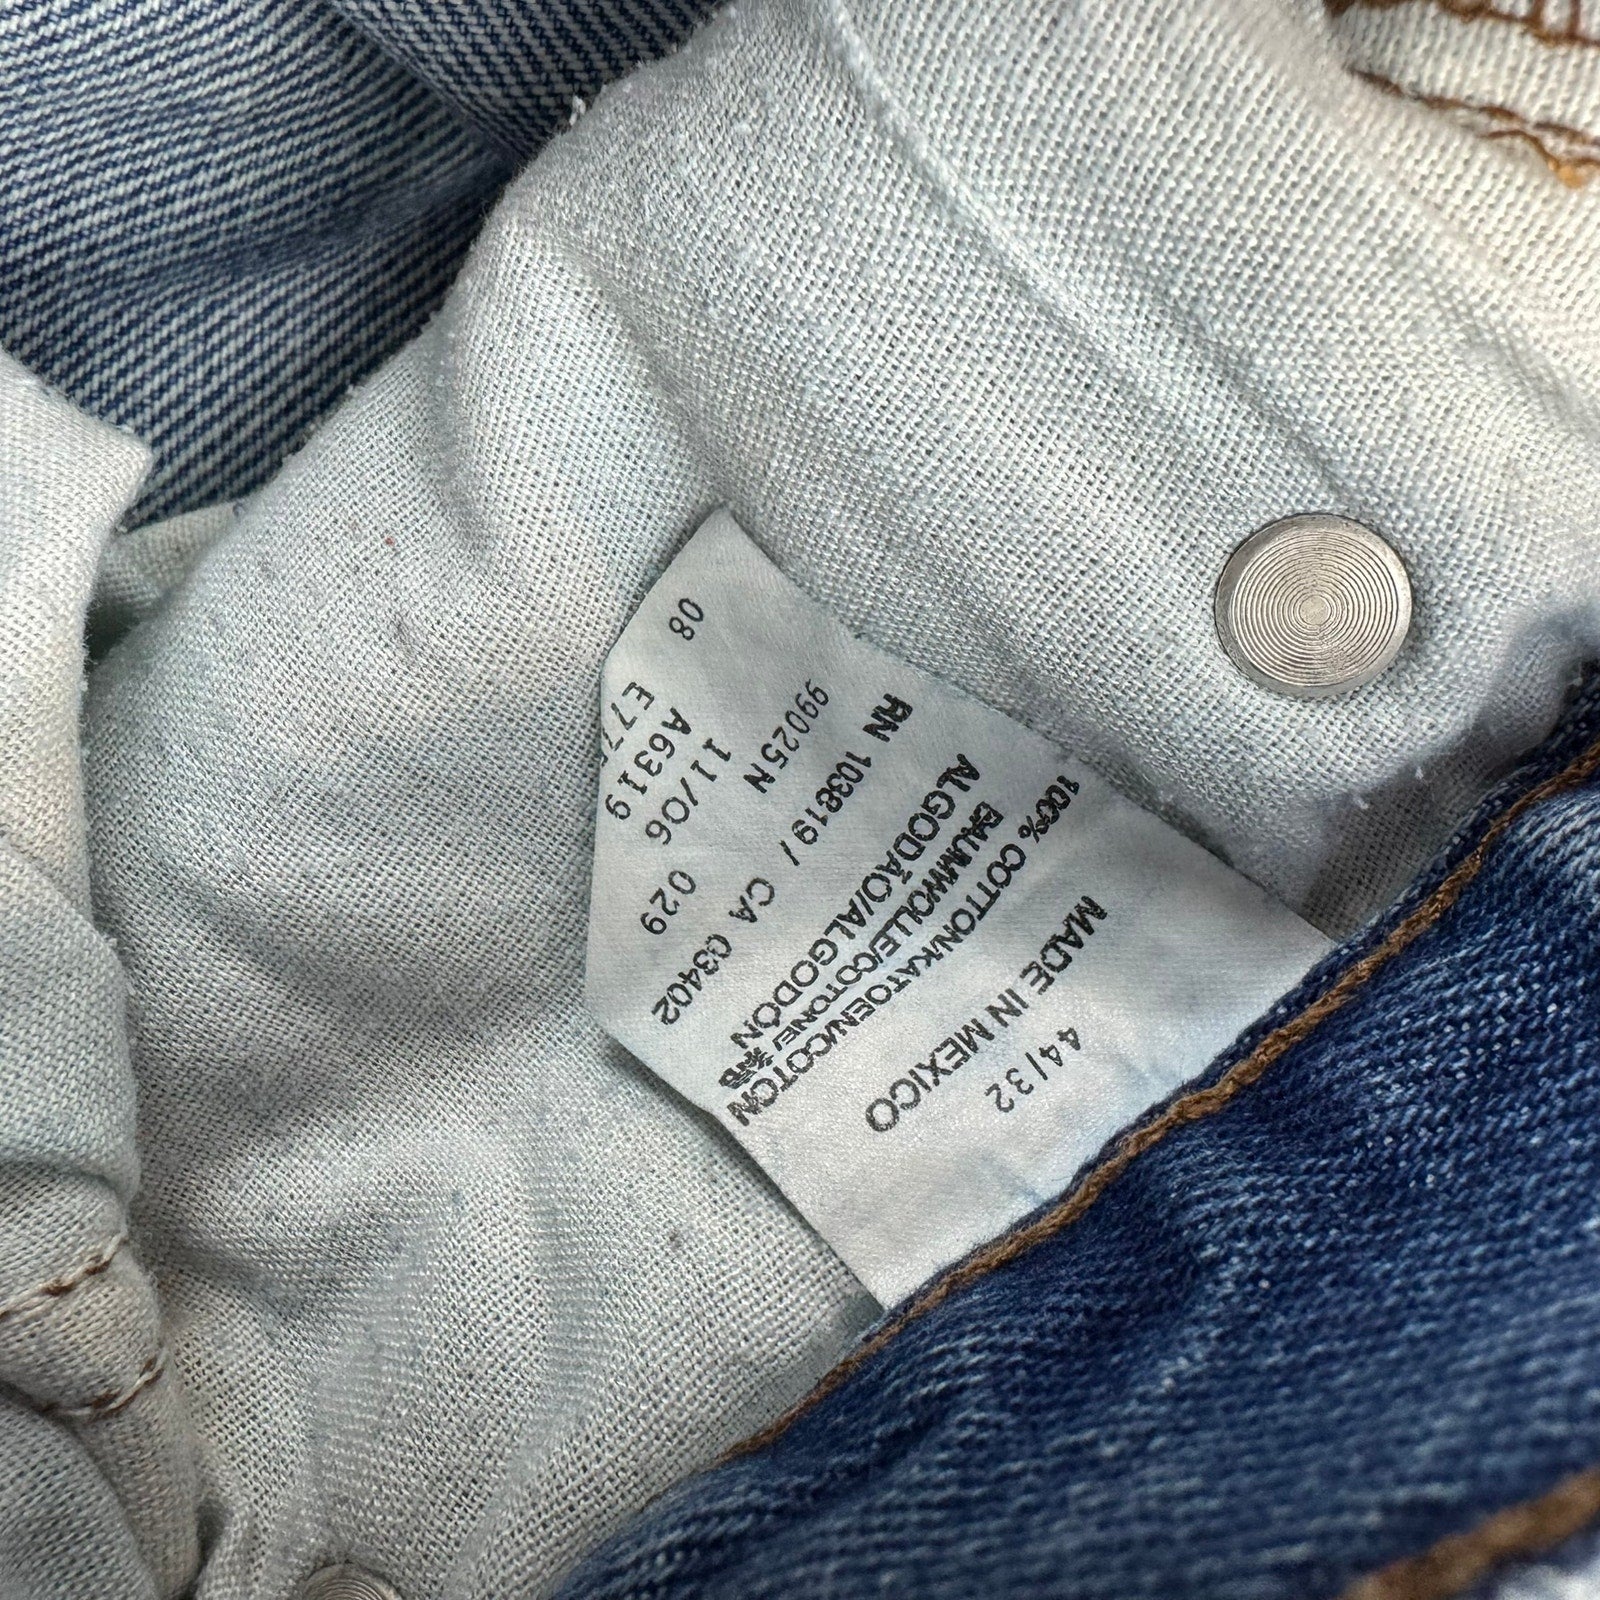 44/32
MADE IN MEXICO
100% COTTON/KATOEN/COTON
BAUMWOLLE/COTONE/
ALGODÃO/ALGODÓN
RN 103819 / CA 03402
99025N
11/06 029
A6319
08